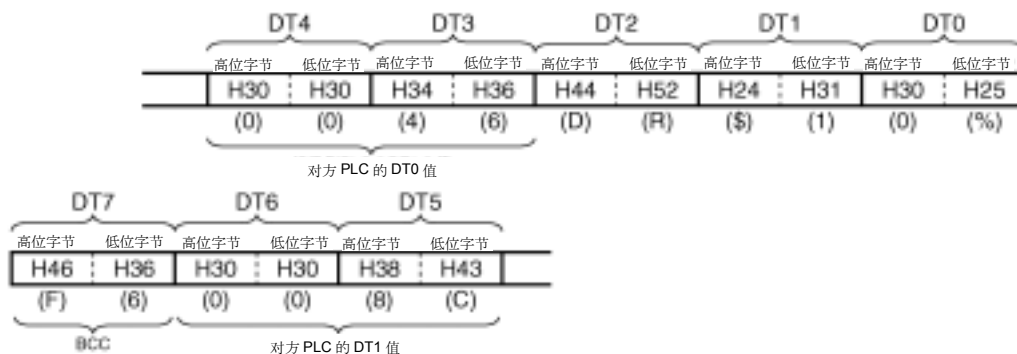 DT4 DT3 DT2 DT1 DT0
高位字节 低位字节 高位字节 低位字节 高位字节 低位字节 高位字节 低位字节 高位字节 低位字节
H30 H30 H34 H36 H44 H52 H24 H31 H30 H25
(0) (0) (4) (6) (D) (R) ($) (1) (0) (%)
对方 PLC 的 DT0 值
DT7 DT6 DT5
高位字节 低位字节 高位字节 低位字节 高位字节 低位字节
H46 H36 H30 H30 H38 H43
(F) (6) (0) (0) (8) (C)
BCC 对方 PLC 的 DT1 值